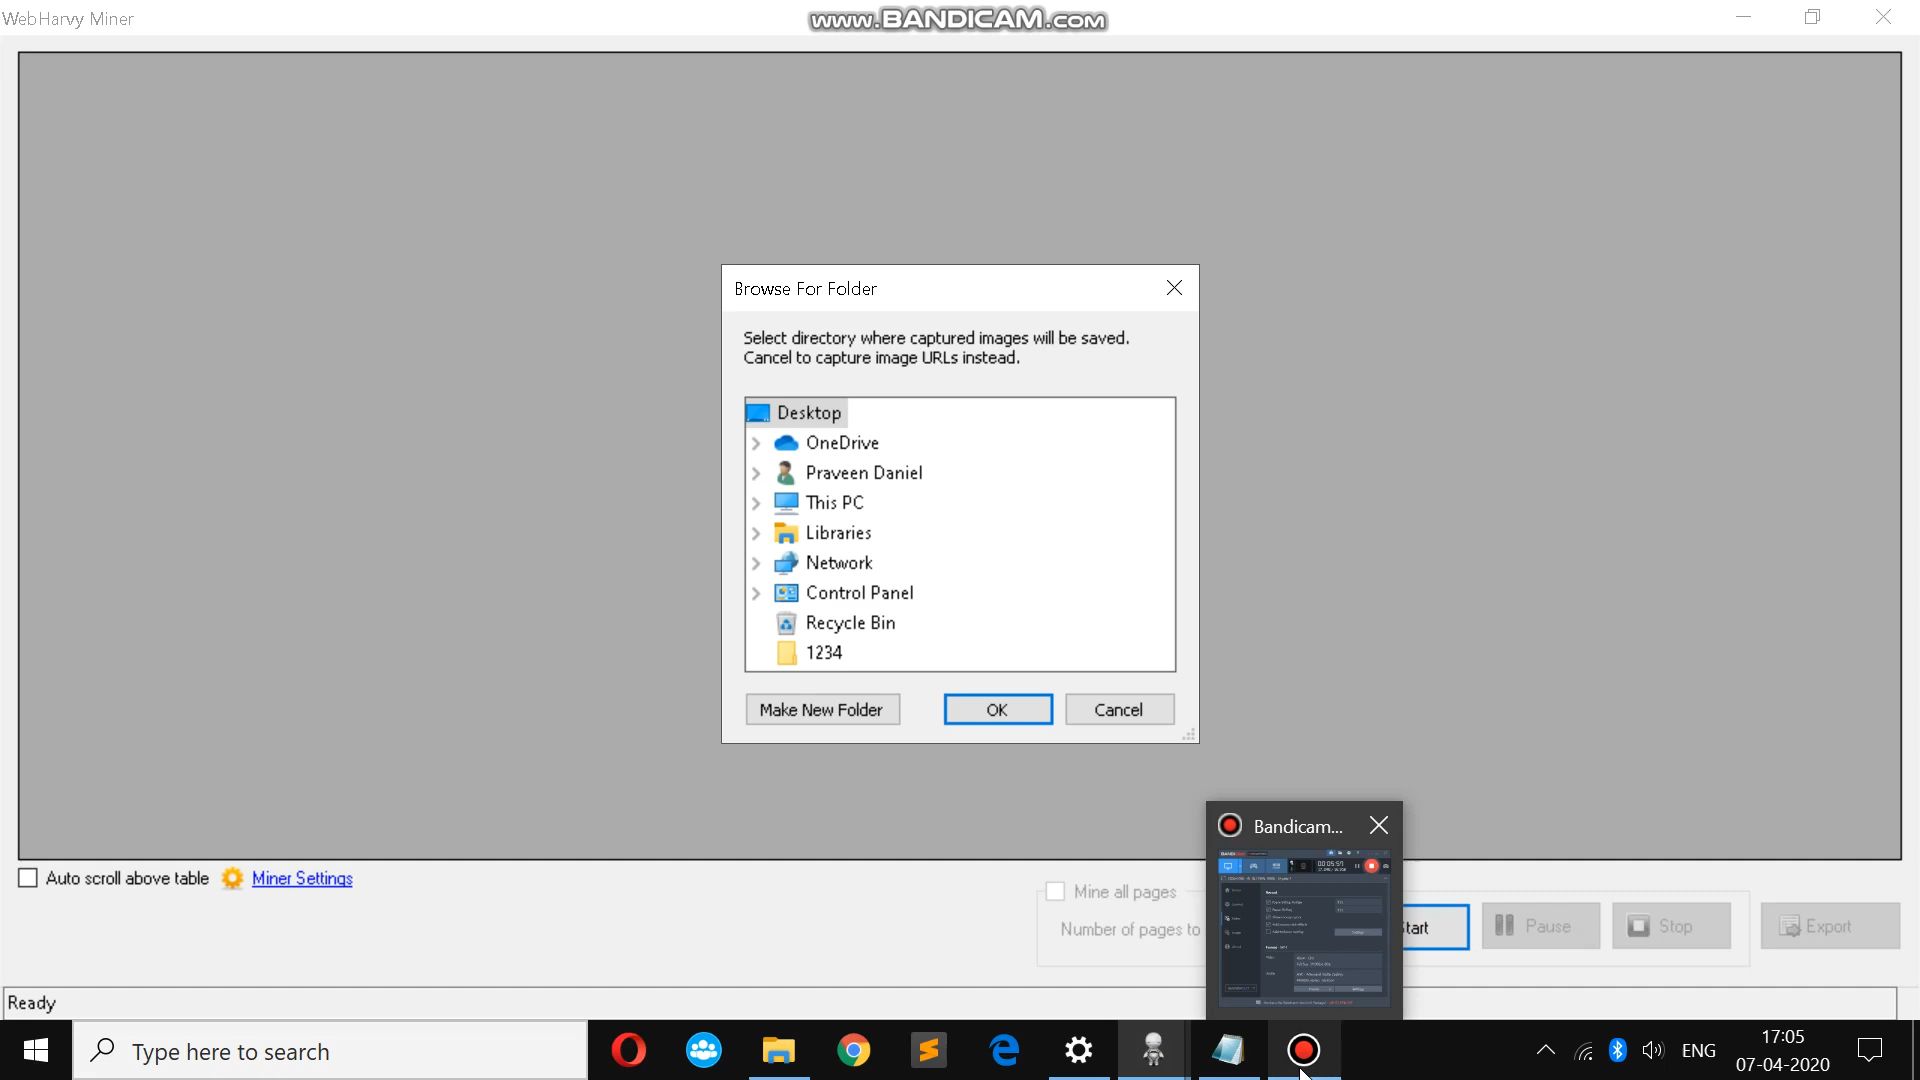 WebHarvy Miner
www.BANDICAM.com
Browse For Folder
Select directory where captured images will be saved.
Cancel to capture image URLs instead.
Desktop
OneDrive
Praveen Daniel
This PC
Libraries
Network
Control Panel
Recycle Bin
1234
Make New Folder
OK
Cancel
Bandicam...
Auto scroll above table
Miner Settings
Mine all pages
Number of pages to
tart
Pause
Stop
Export
Ready
Type here to search
ENG
17:05
07-04-2020